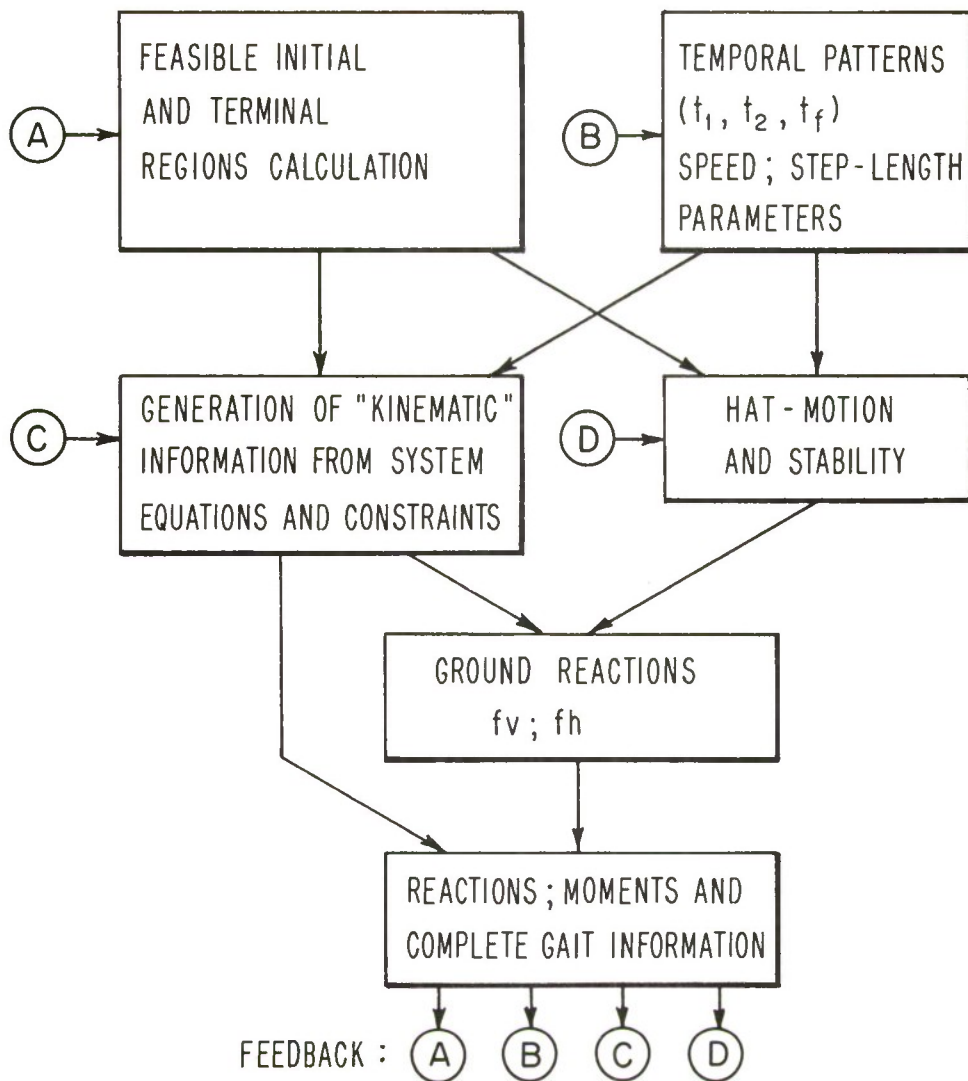 FEASIBLE INITIAL
AND TERMINAL
REGIONS CALCULATION
A
TEMPORAL PATTERNS
(t₁, t₂, t_f)
SPEED; STEP-LENGTH
PARAMETERS
B
GENERATION OF "KINEMATIC"
INFORMATION FROM SYSTEM
EQUATIONS AND CONSTRAINTS
C
HAT-MOTION
AND STABILITY
D
GROUND REACTIONS
fv; fh
REACTIONS; MOMENTS AND
COMPLETE GAIT INFORMATION
FEEDBACK: A B C D